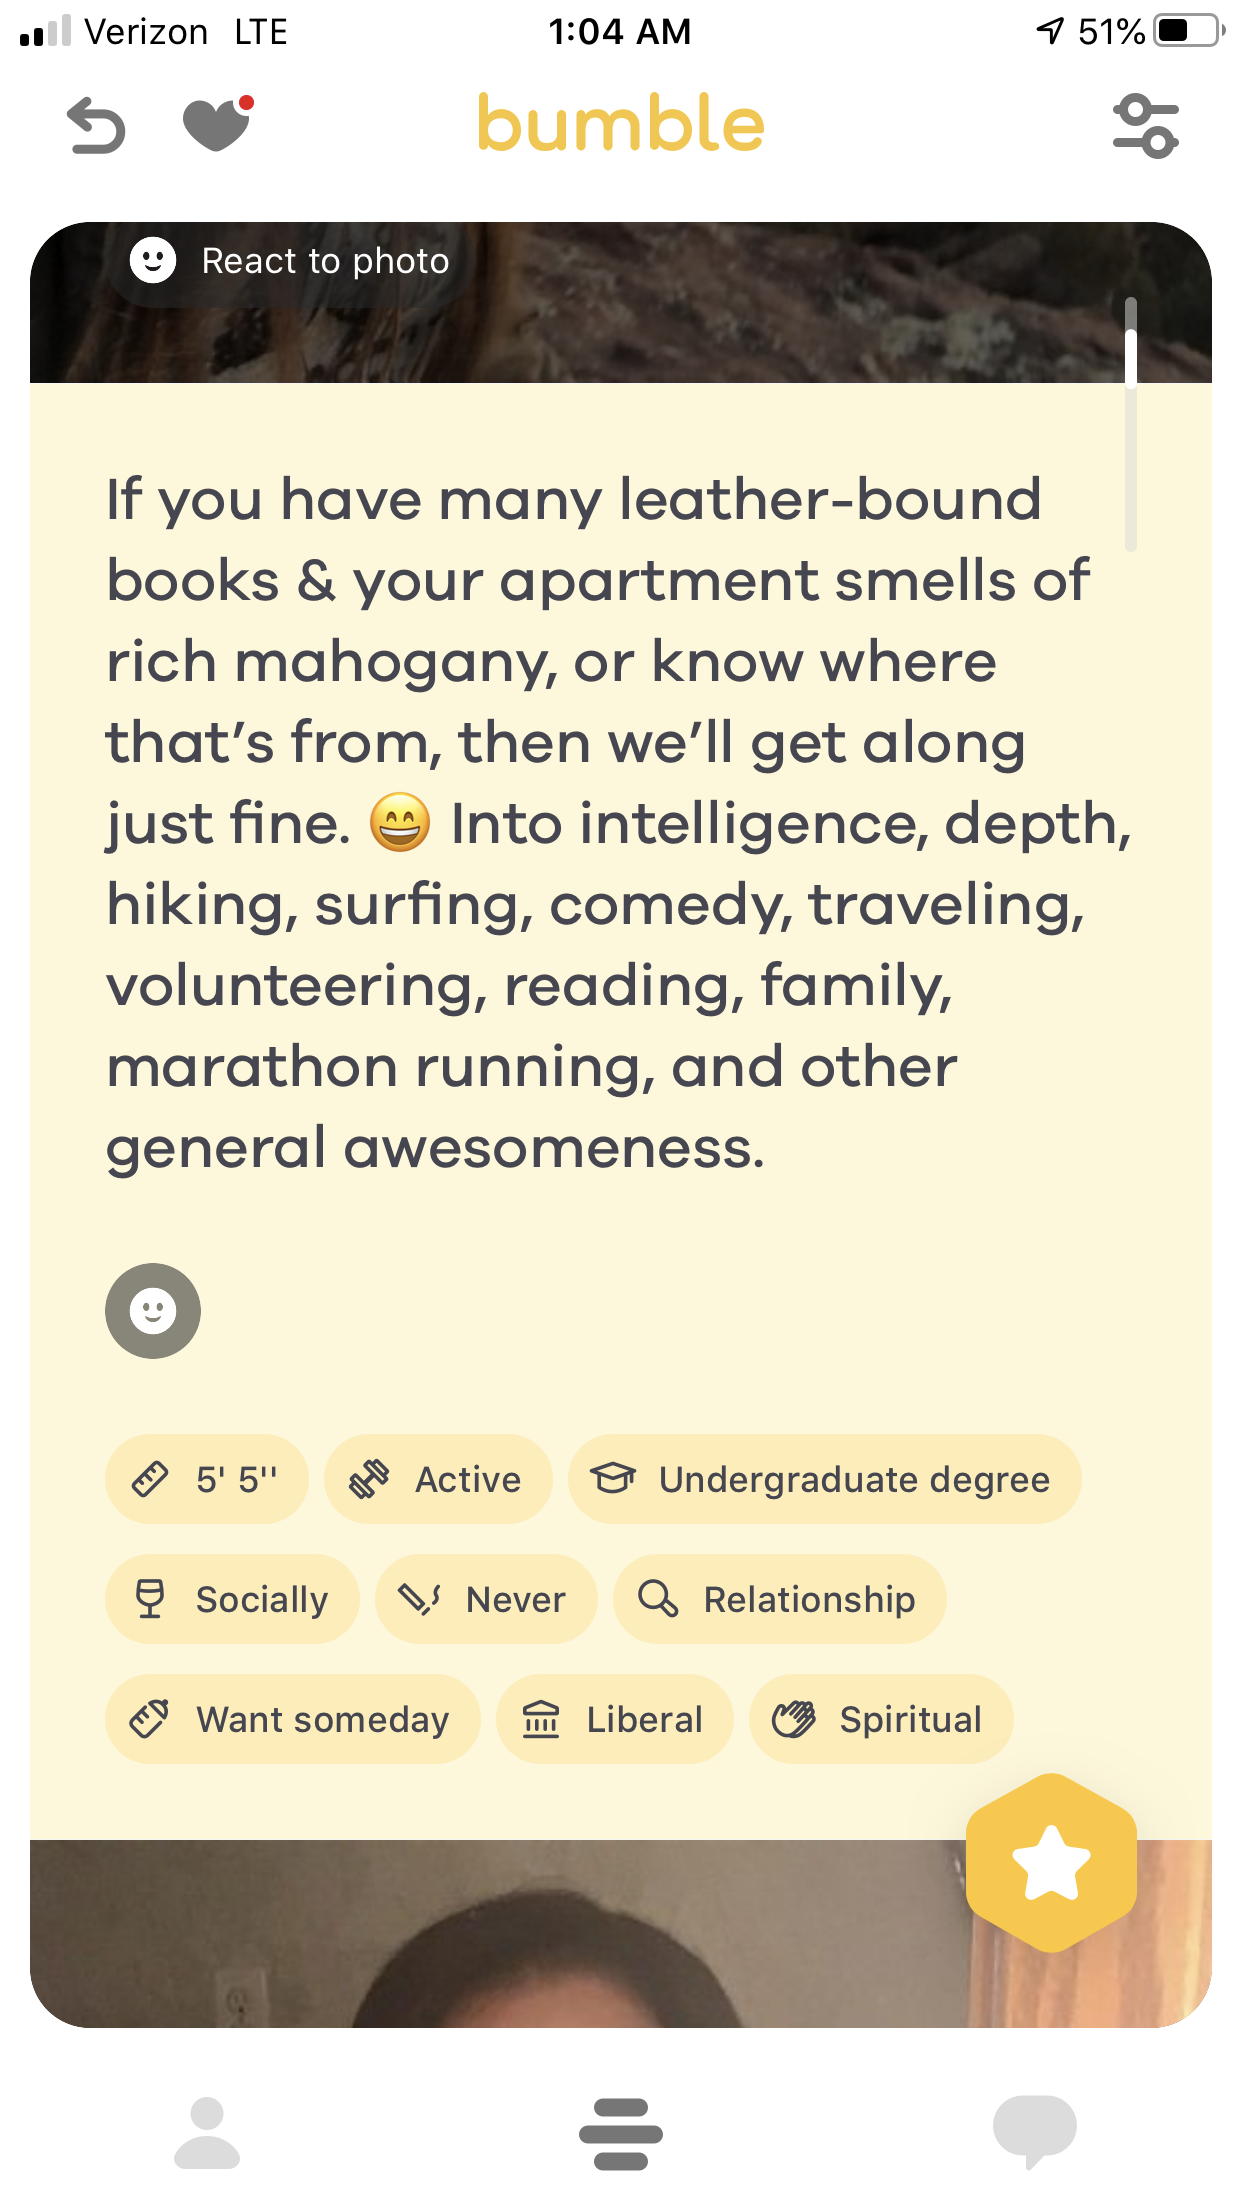 Verizon LTE 1:04 AM 51%
bumble
React to photo
If you have many leather-bound
books & your apartment smells of
rich mahogany, or know where
that’s from, then we’ll get along
just fine. 😄 Into intelligence, depth,
hiking, surfing, comedy, traveling,
volunteering, reading, family,
marathon running, and other
general awesomeness.
5' 5'' Active Undergraduate degree
Socially Never Relationship
Want someday Liberal Spiritual